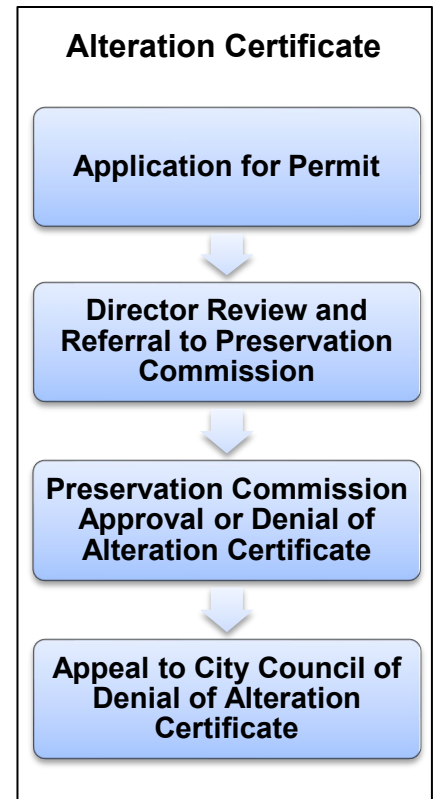 Alteration Certificate
Application for Permit
Director Review and
Referral to Preservation
Commission
Preservation Commission
Approval or Denial of
Alteration Certificate
Appeal to City Council of
Denial of Alteration
Certificate